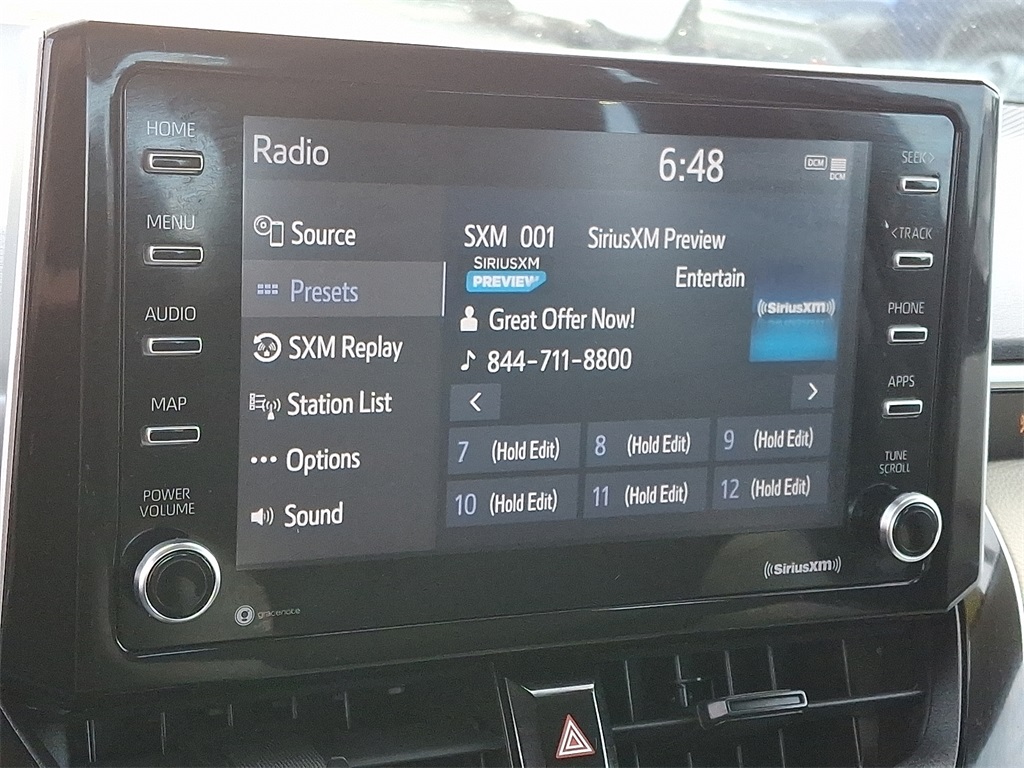 HOME
MENU
AUDIO
MAP
POWER
VOLUME
Radio
6:48
DCM
DCM
Source
Presets
SXM Replay
Station List
Options
Sound
SXM 001 SiriusXM Preview
SIRIUSXM
PREVIEW
Entertain
Great Offer Now!
844-711-8800
((SiriusXM))
<
>
7 (Hold Edit)
8 (Hold Edit)
9 (Hold Edit)
10 (Hold Edit)
11 (Hold Edit)
12 (Hold Edit)
SEEK>
<TRACK
PHONE
APPS
TUNE
SCROLL
gracenote
((SiriusXM))